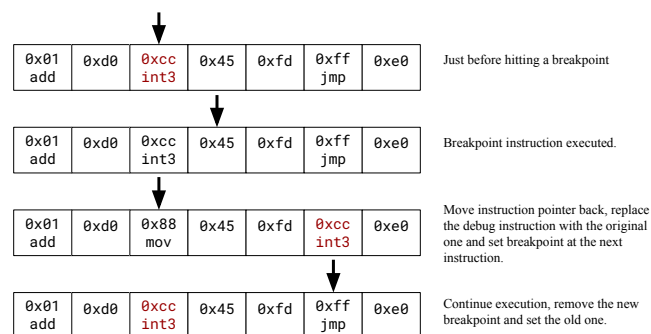 0x01 0xd0 0xcc 0x45 0xfd 0xff 0xe0
add int3 jmp
Just before hitting a breakpoint
0x01 0xd0 0xcc 0x45 0xfd 0xff 0xe0
add int3 jmp
Breakpoint instruction executed.
0x01 0xd0 0x88 0x45 0xfd 0xcc 0xe0
add mov int3
Move instruction pointer back, replace
the debug instruction with the original
one and set breakpoint at the next
instruction.
0x01 0xd0 0xcc 0x45 0xfd 0xff 0xe0
add int3 jmp
Continue execution, remove the new
breakpoint and set the old one.